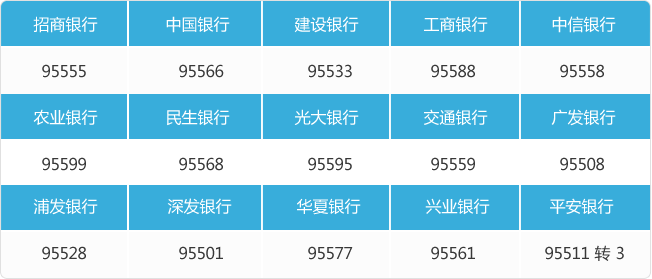 招商银行 中国银行 建设银行 工商银行 中信银行
95555 95566 95533 95588 95558
农业银行 民生银行 光大银行 交通银行 广发银行
95599 95568 95595 95559 95508
浦发银行 深发银行 华夏银行 兴业银行 平安银行
95528 95501 95577 95561 95511 转 3